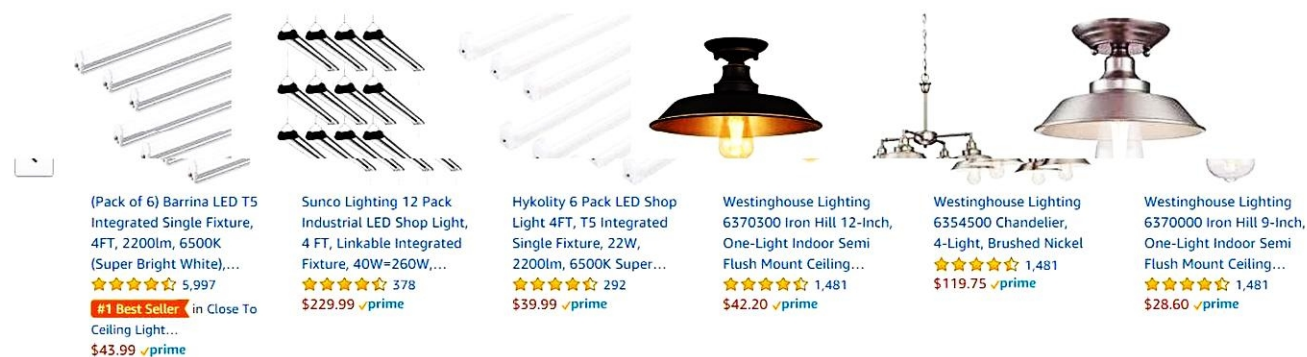 (Pack of 6) Barrina LED T5
Integrated Single Fixture,
4FT, 2200lm, 6500K
(Super Bright White),...
5,997
#1 Best Seller in Close To
Ceiling Light...
$43.99 prime
Sunco Lighting 12 Pack
Industrial LED Shop Light,
4 FT, Linkable Integrated
Fixture, 40W=260W,...
378
$229.99 prime
Hykolity 6 Pack LED Shop
Light 4FT, T5 Integrated
Single Fixture, 22W,
2200lm, 6500K Super...
292
$39.99 prime
Westinghouse Lighting
6370300 Iron Hill 12-Inch,
One-Light Indoor Semi
Flush Mount Ceiling...
1,481
$42.20 prime
Westinghouse Lighting
6354500 Chandelier,
4-Light, Brushed Nickel
1,481
$119.75 prime
Westinghouse Lighting
6370000 Iron Hill 9-Inch,
One-Light Indoor Semi
Flush Mount Ceiling...
1,481
$28.60 prime